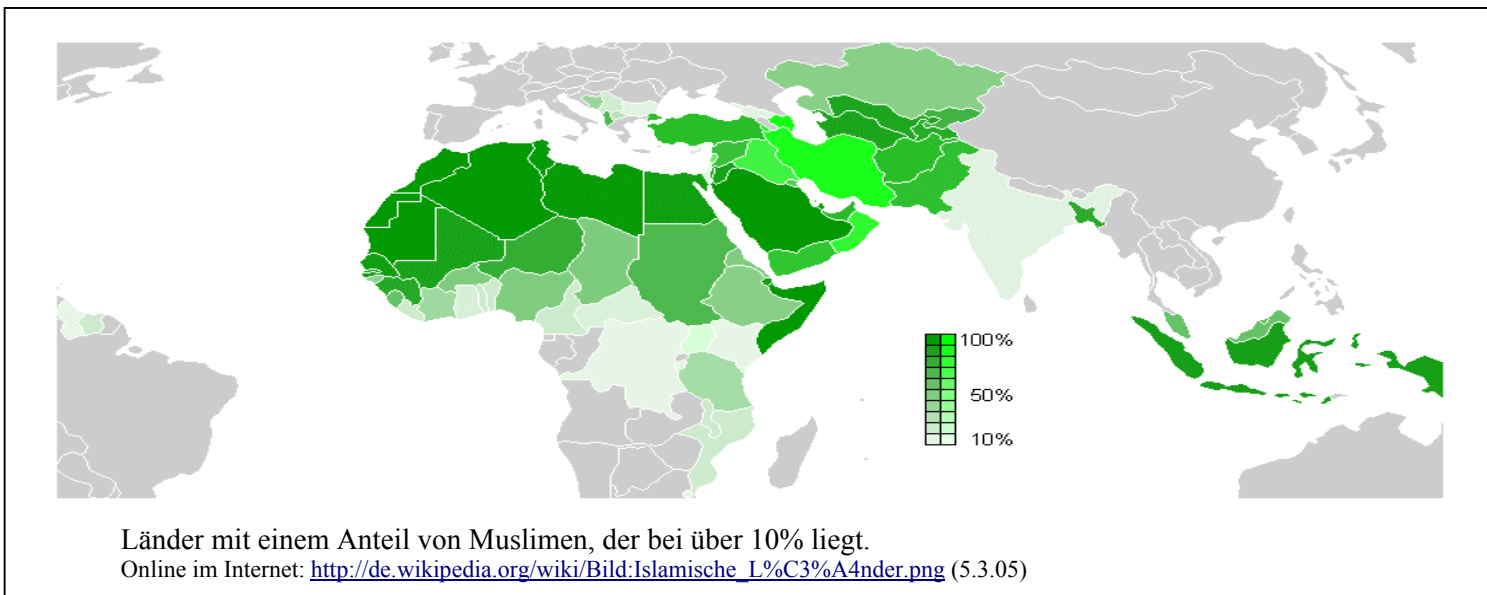 100%
50%
10%
Länder mit einem Anteil von Muslimen, der bei über 10% liegt.
Online im Internet: http://de.wikipedia.org/wiki/Bild:Islamische_L%C3%A4nder.png (5.3.05)